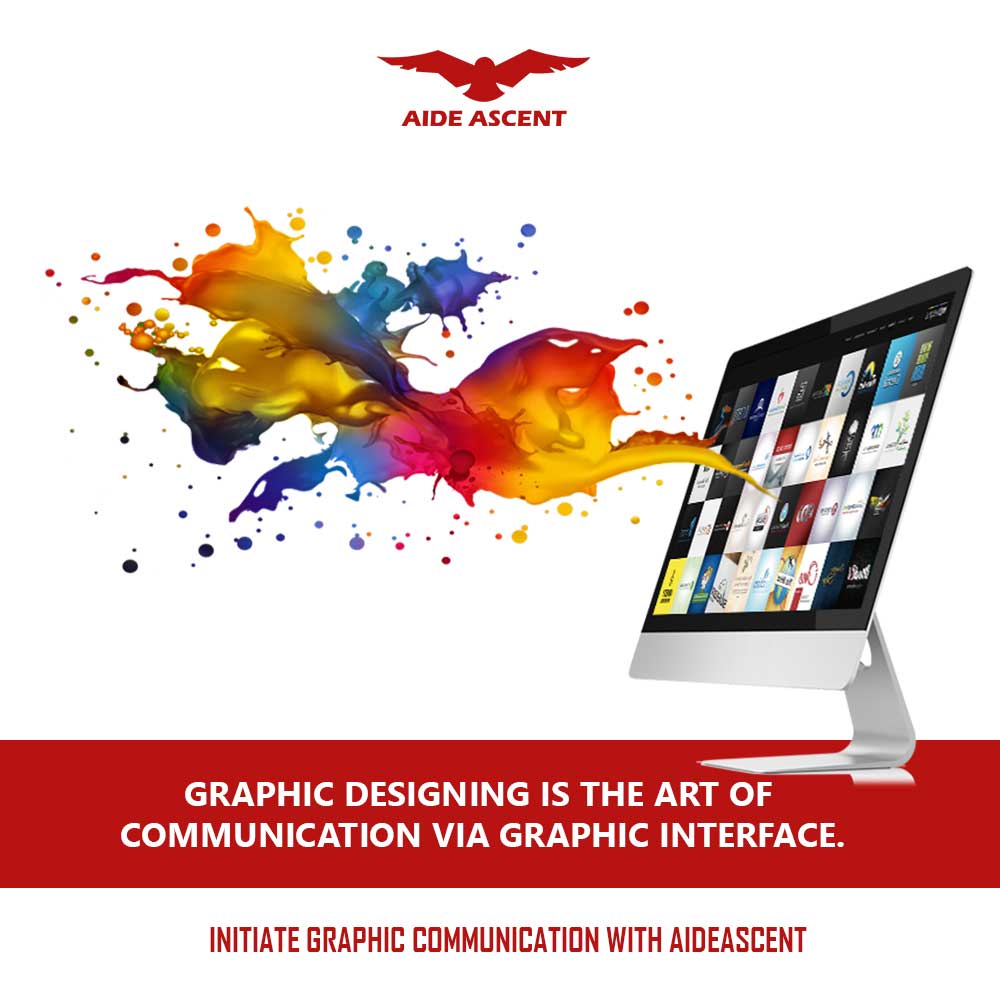 AIDE ASCENT
GRAPHIC DESIGNING IS THE ART OF
COMMUNICATION VIA GRAPHIC INTERFACE.
INITIATE GRAPHIC COMMUNICATION WITH AIDEASCENT